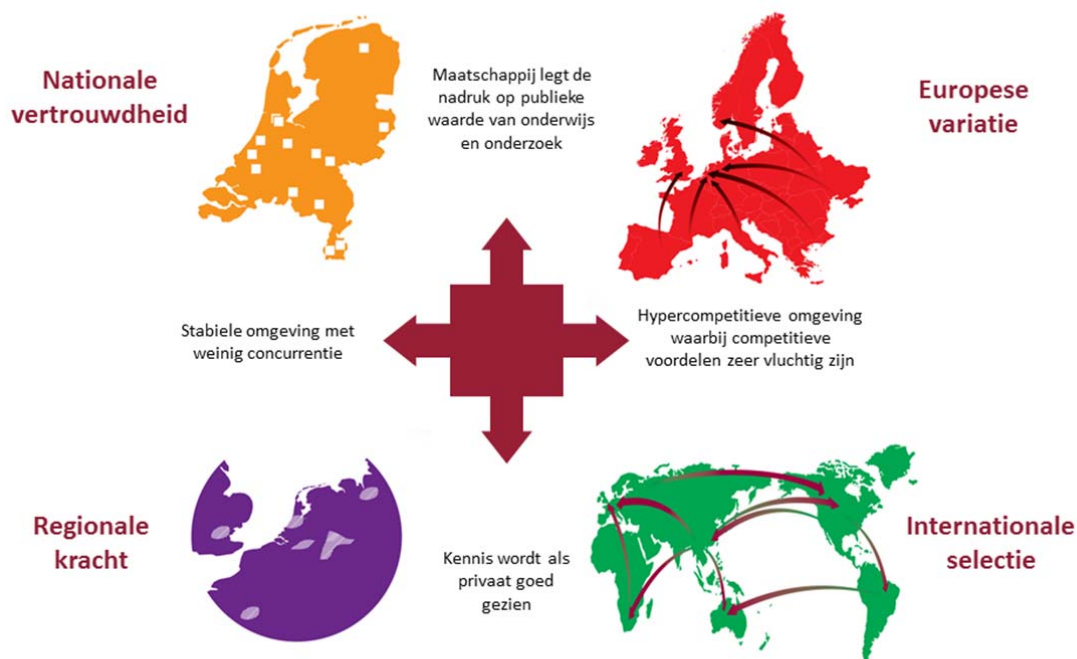 Nationale
vertrouwdheid
Maatschappij legt de
nadruk op publieke
waarde van onderwijs
en onderzoek
Europese
variatie
Stabiele omgeving met
weinig concurrentie
Hypercompetitieve omgeving
waarbij competitieve
voordelen zeer vluchtig zijn
Regionale
kracht
Kennis wordt als
privaat goed
gezien
Internationale
selectie